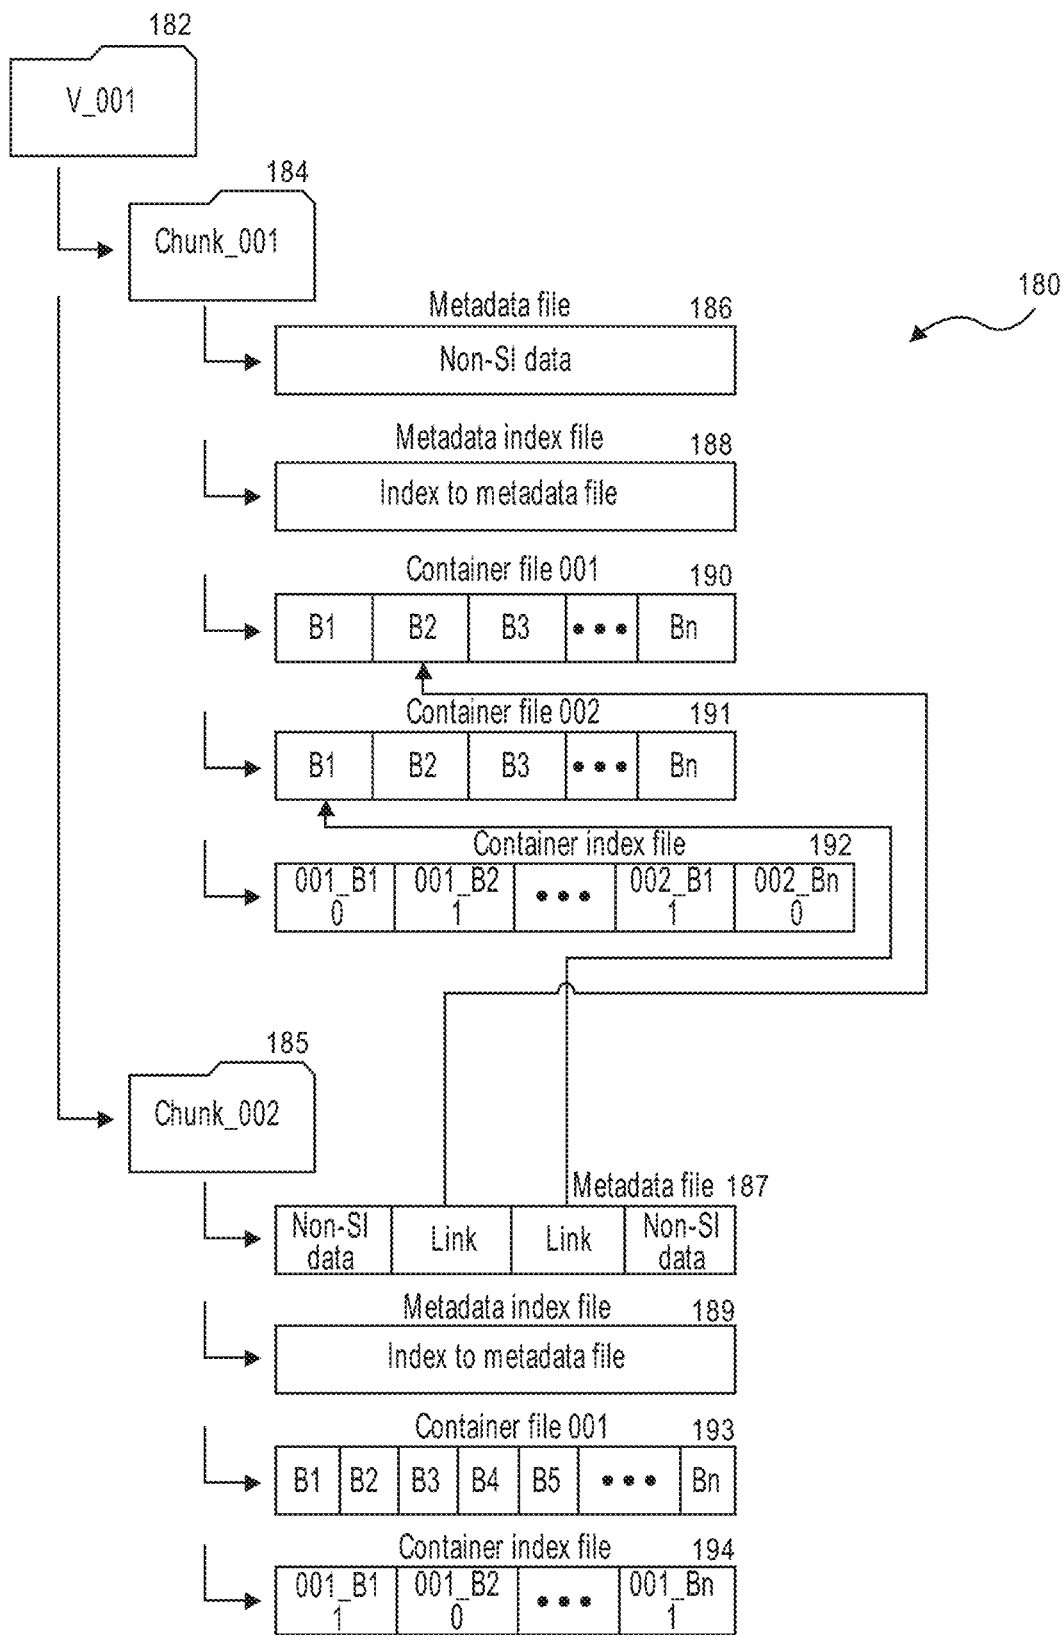 182
V_001
184
Chunk_001
180
Metadata file 186
Non-SI data
Metadata index file 188
Index to metadata file
Container file 001 190
B1 B2 B3 ••• Bn
Container file 002 191
B1 B2 B3 ••• Bn
Container index file 192
001_B1 001_B2 ••• 002_B1 002_Bn
0 1 1 0
185
Chunk_002
Metadata file 187
Non-SI Link Link Non-SI
data data
Metadata index file 189
Index to metadata file
Container file 001 193
B1 B2 B3 B4 B5 ••• Bn
Container index file 194
001_B1 001_B2 ••• 001_Bn
1 0 1